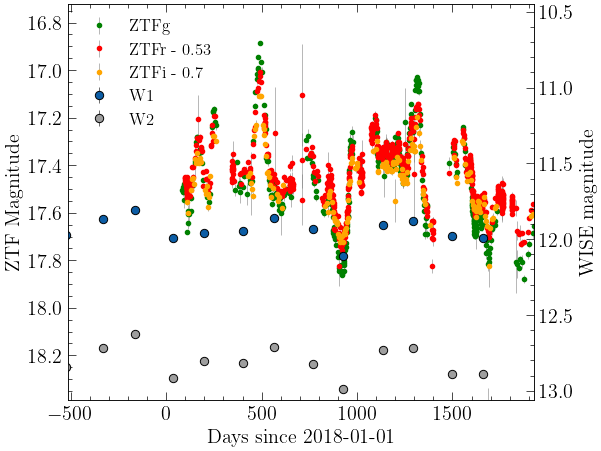 16.8
17.0
17.2
17.4
17.6
17.8
18.0
18.2
ZTF Magnitude
ZTFg
ZTFr - 0.53
ZTFi - 0.7
W1
W2
10.5
11.0
11.5
12.0
12.5
13.0
WISE magnitude
−500 0 500 1000 1500
Days since 2018-01-01